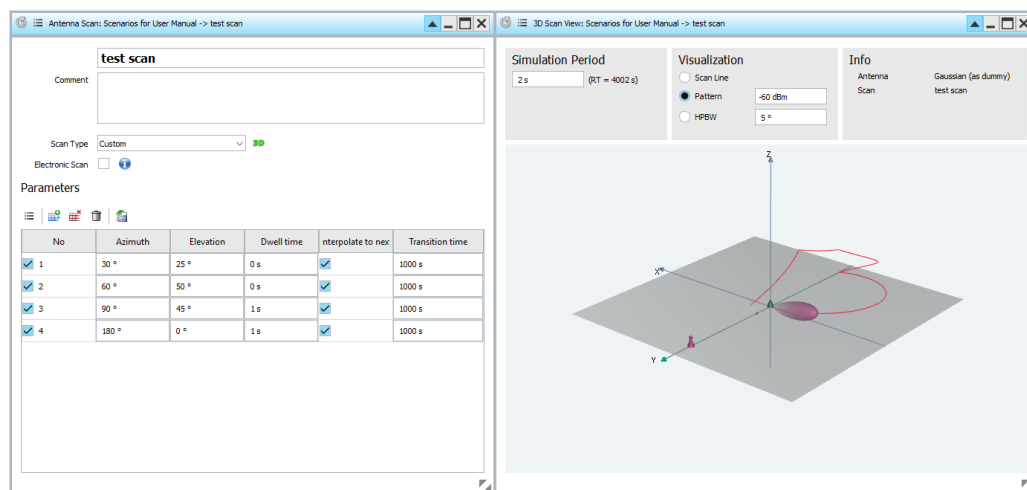 Antenna Scan: Scenarios for User Manual -> test scan
test scan
Comment
Scan Type Custom 3D
Electronic Scan
Parameters
No Azimuth Elevation Dwell time nterpolate to nex Transition time
1 30 ° 25 ° 0 s 1000 s
2 60 ° 50 ° 0 s 1000 s
3 90 ° 45 ° 1 s 1000 s
4 180 ° 0 ° 1 s 1000 s
3D Scan View: Scenarios for User Manual -> test scan
Simulation Period
2 s (RT = 4002 s)
Visualization
Scan Line
Pattern -60 dBm
HPBW 5 °
Info
Antenna Gaussian (as dummy)
Scan test scan
Z
X
Y